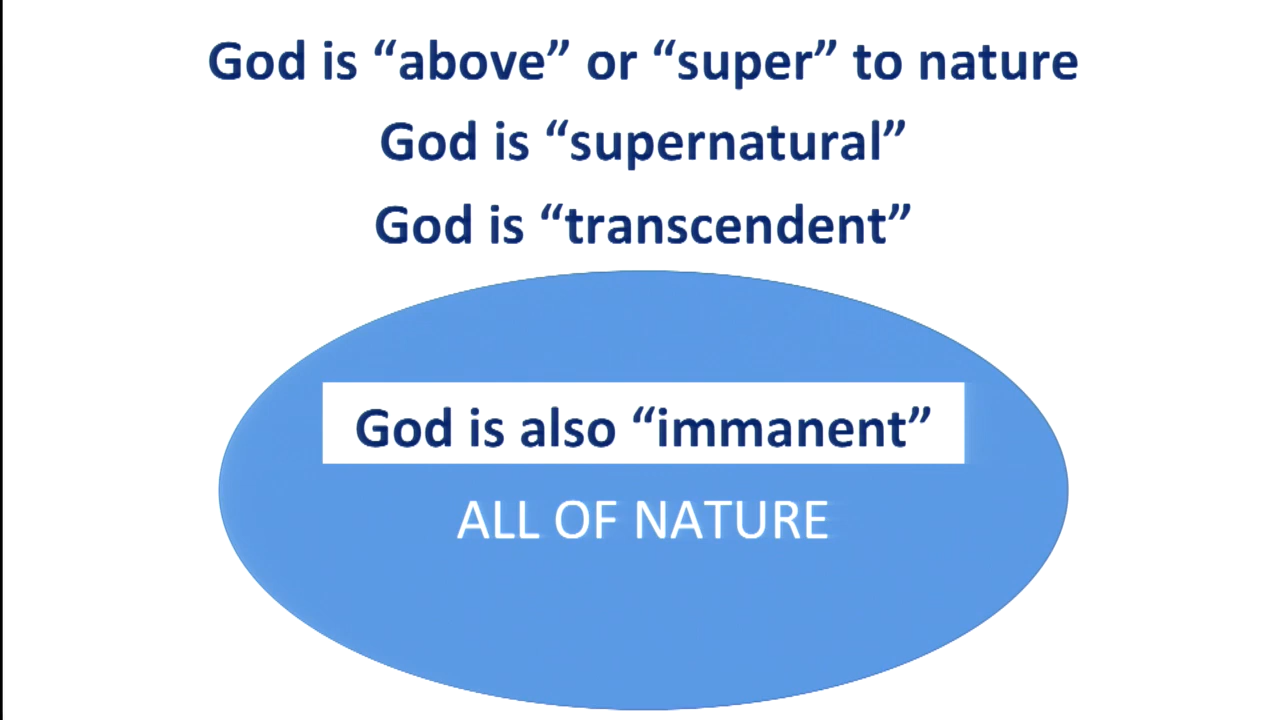 God is “above” or “super” to nature
God is “supernatural”
God is “transcendent”
God is also “immanent”
ALL OF NATURE